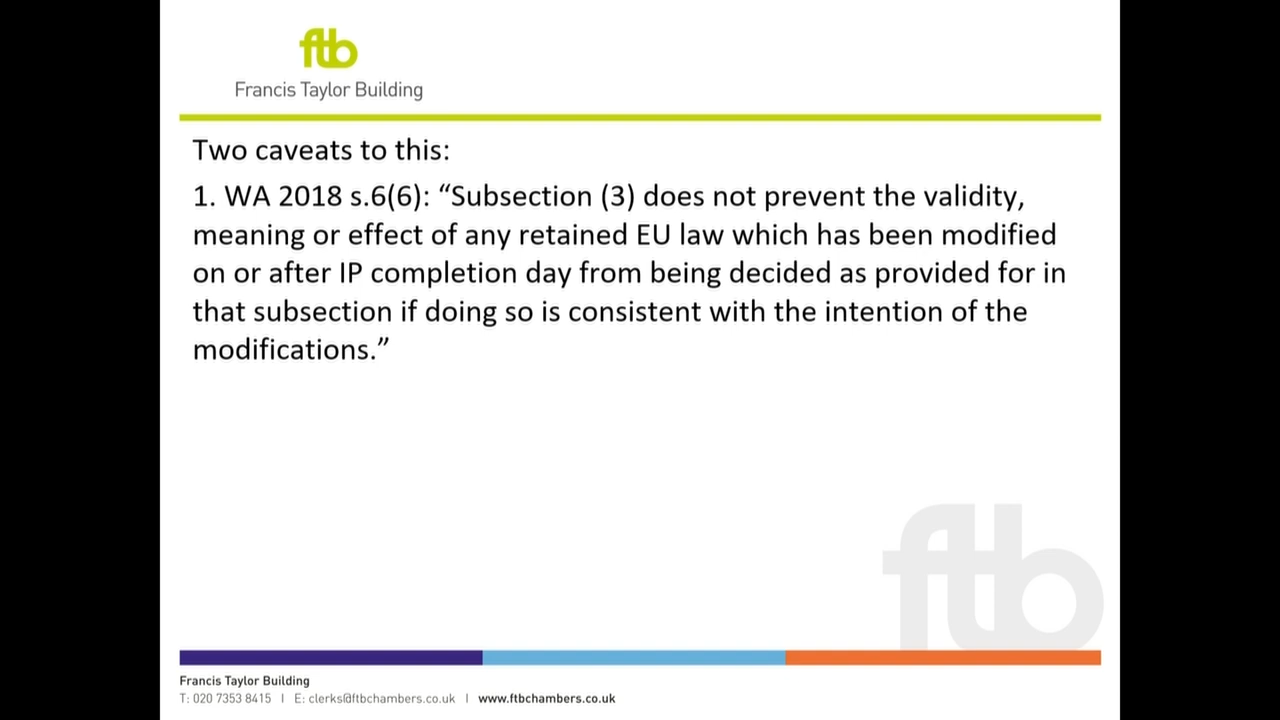 ftb
Francis Taylor Building
Two caveats to this:
1. WA 2018 s.6(6): “Subsection (3) does not prevent the validity,
meaning or effect of any retained EU law which has been modified
on or after IP completion day from being decided as provided for in
that subsection if doing so is consistent with the intention of the
modifications.”
ftb
Francis Taylor Building
T: 020 7353 8415 I E: clerks@ftbchambers.co.uk I www.ftbchambers.co.uk